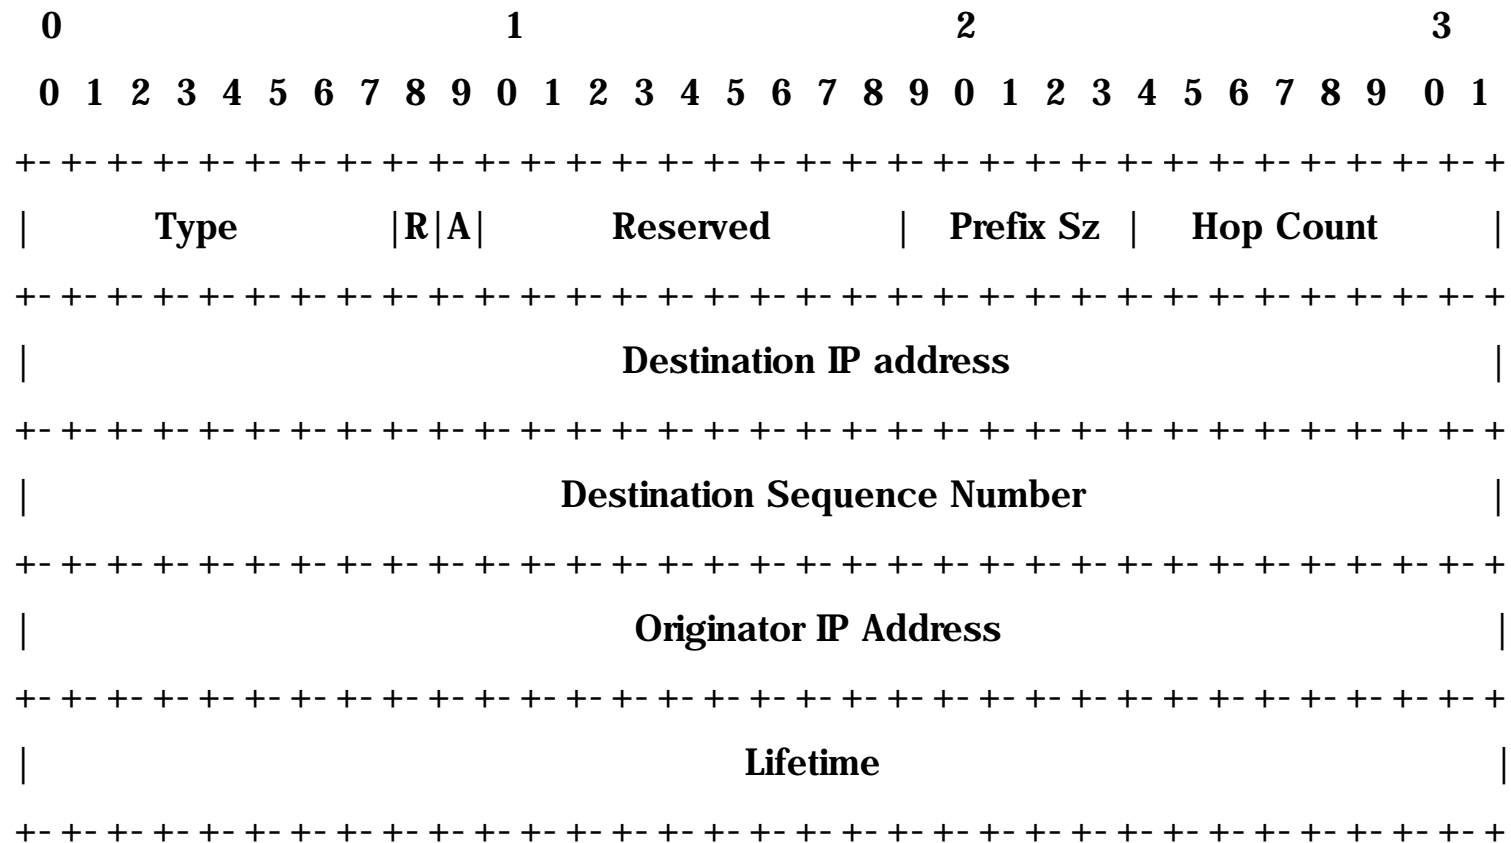 0 1 2 3
0 1 2 3 4 5 6 7 8 9 0 1 2 3 4 5 6 7 8 9 0 1 2 3 4 5 6 7 8 9 0 1
+-+-+-+-+-+-+-+-+-+-+-+-+-+-+-+-+-+-+-+-+-+-+-+-+-+-+-+-+-+-+-+-+
| Type |R|A| Reserved | Prefix Sz | Hop Count |
+-+-+-+-+-+-+-+-+-+-+-+-+-+-+-+-+-+-+-+-+-+-+-+-+-+-+-+-+-+-+-+-+
| Destination IP address |
+-+-+-+-+-+-+-+-+-+-+-+-+-+-+-+-+-+-+-+-+-+-+-+-+-+-+-+-+-+-+-+-+
| Destination Sequence Number |
+-+-+-+-+-+-+-+-+-+-+-+-+-+-+-+-+-+-+-+-+-+-+-+-+-+-+-+-+-+-+-+-+
| Originator IP Address |
+-+-+-+-+-+-+-+-+-+-+-+-+-+-+-+-+-+-+-+-+-+-+-+-+-+-+-+-+-+-+-+-+
| Lifetime |
+-+-+-+-+-+-+-+-+-+-+-+-+-+-+-+-+-+-+-+-+-+-+-+-+-+-+-+-+-+-+-+-+